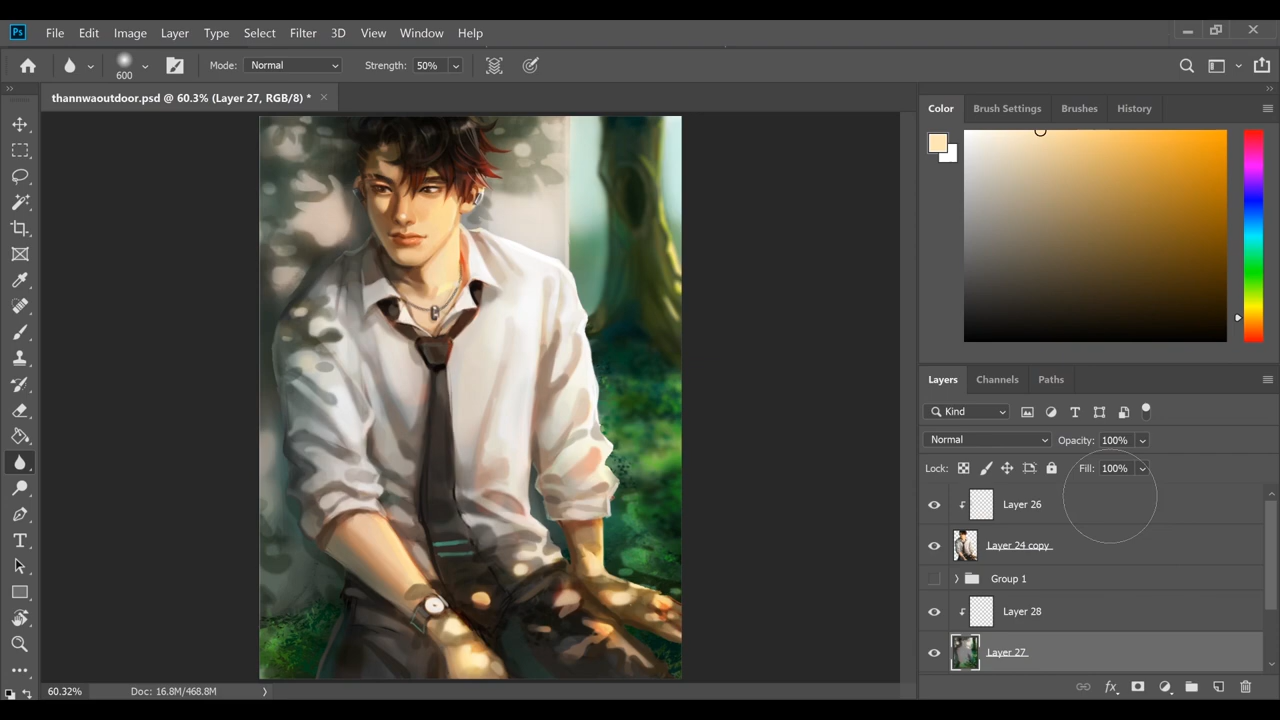 Ps File Edit Image Layer Type Select Filter 3D View Window Help
600 Mode: Normal Strength: 50%
thannwaoutdoor.psd @ 60.3% (Layer 27, RGB/8) *
Color Brush Settings Brushes History
Layers Channels Paths
Kind
Normal Opacity: 100%
Lock: Fill: 100%
Layer 26
Layer 24 copy
Group 1
Layer 28
Layer 27
60.32% Doc: 16.8M/468.8M